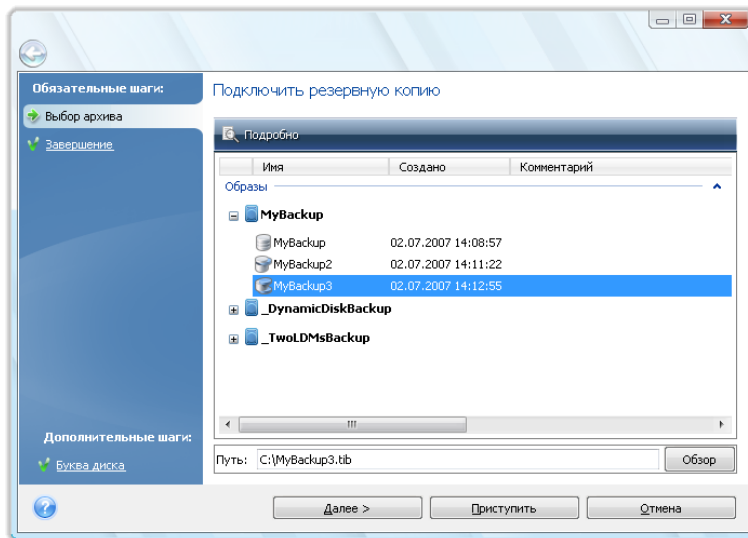 Обязательные шаги:
Выбор архива
Завершение
Дополнительные шаги:
Буква диска
Подключить резервную копию
Подробно
Имя Создано Комментарий
Образы
MyBackup
MyBackup 02.07.2007 14:08:57
MyBackup2 02.07.2007 14:11:22
MyBackup3 02.07.2007 14:12:55
_DynamicDiskBackup
_TwoLDMsBackup
Путь: C:\MyBackup3.tib Обзор
Далее > Приступить Отмена